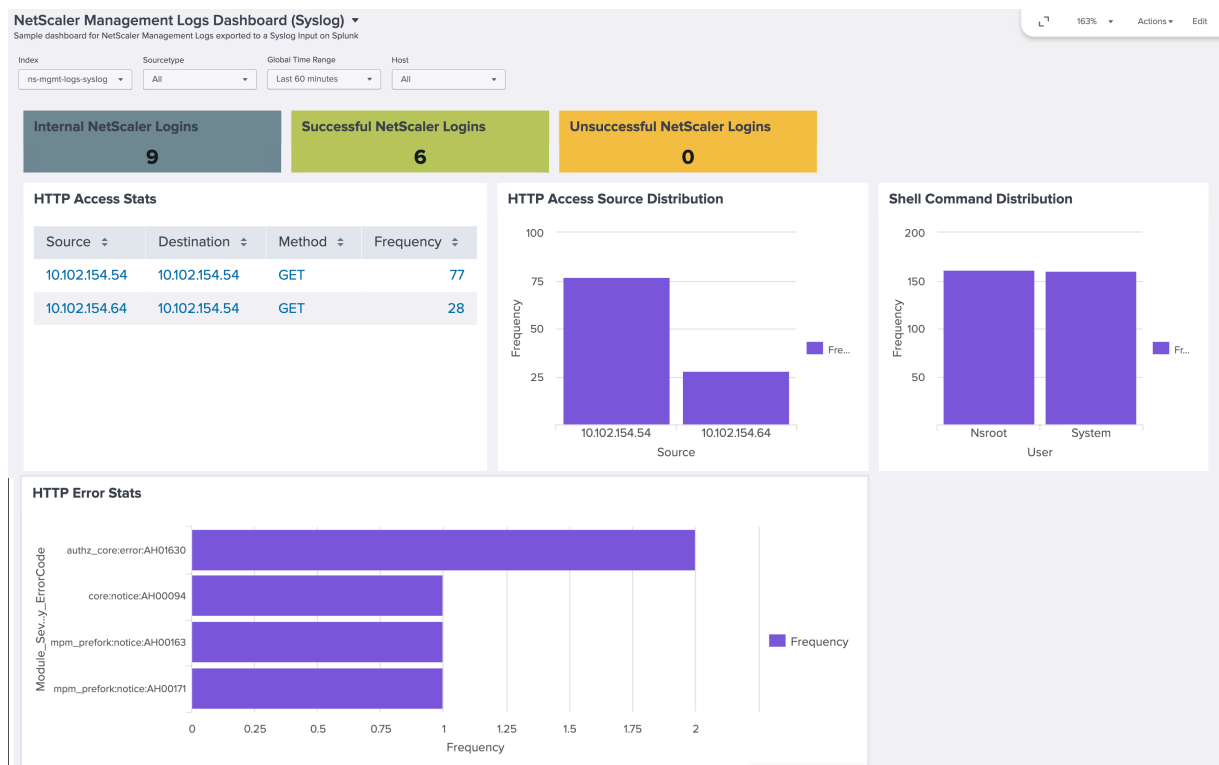 NetScaler Management Logs Dashboard (Syslog)
Sample dashboard for NetScaler Management Logs exported to a Syslog Input on Splunk
163%
Actions
Edit
Index
Sourcetype
Global Time Range
Host
ns-mgmt-logs-syslog
All
Last 60 minutes
All
Internal NetScaler Logins
9
Successful NetScaler Logins
6
Unsuccessful NetScaler Logins
0
HTTP Access Stats
Source Destination Method Frequency
10.102.154.54 10.102.154.54 GET 77
10.102.154.64 10.102.154.54 GET 28
HTTP Access Source Distribution
100
75
50
25
Frequency
10.102.154.54 10.102.154.64
Source
Fre...
Shell Command Distribution
200
150
100
50
Frequency
Nsroot System
User
Fr...
HTTP Error Stats
Module_Sev...y_ErrorCode
authz_core:error:AH01630
core:notice:AH00094
mpm_prefork:notice:AH00163
mpm_prefork:notice:AH00171
0 0.25 0.5 0.75 1 1.25 1.5 1.75 2
Frequency
Frequency